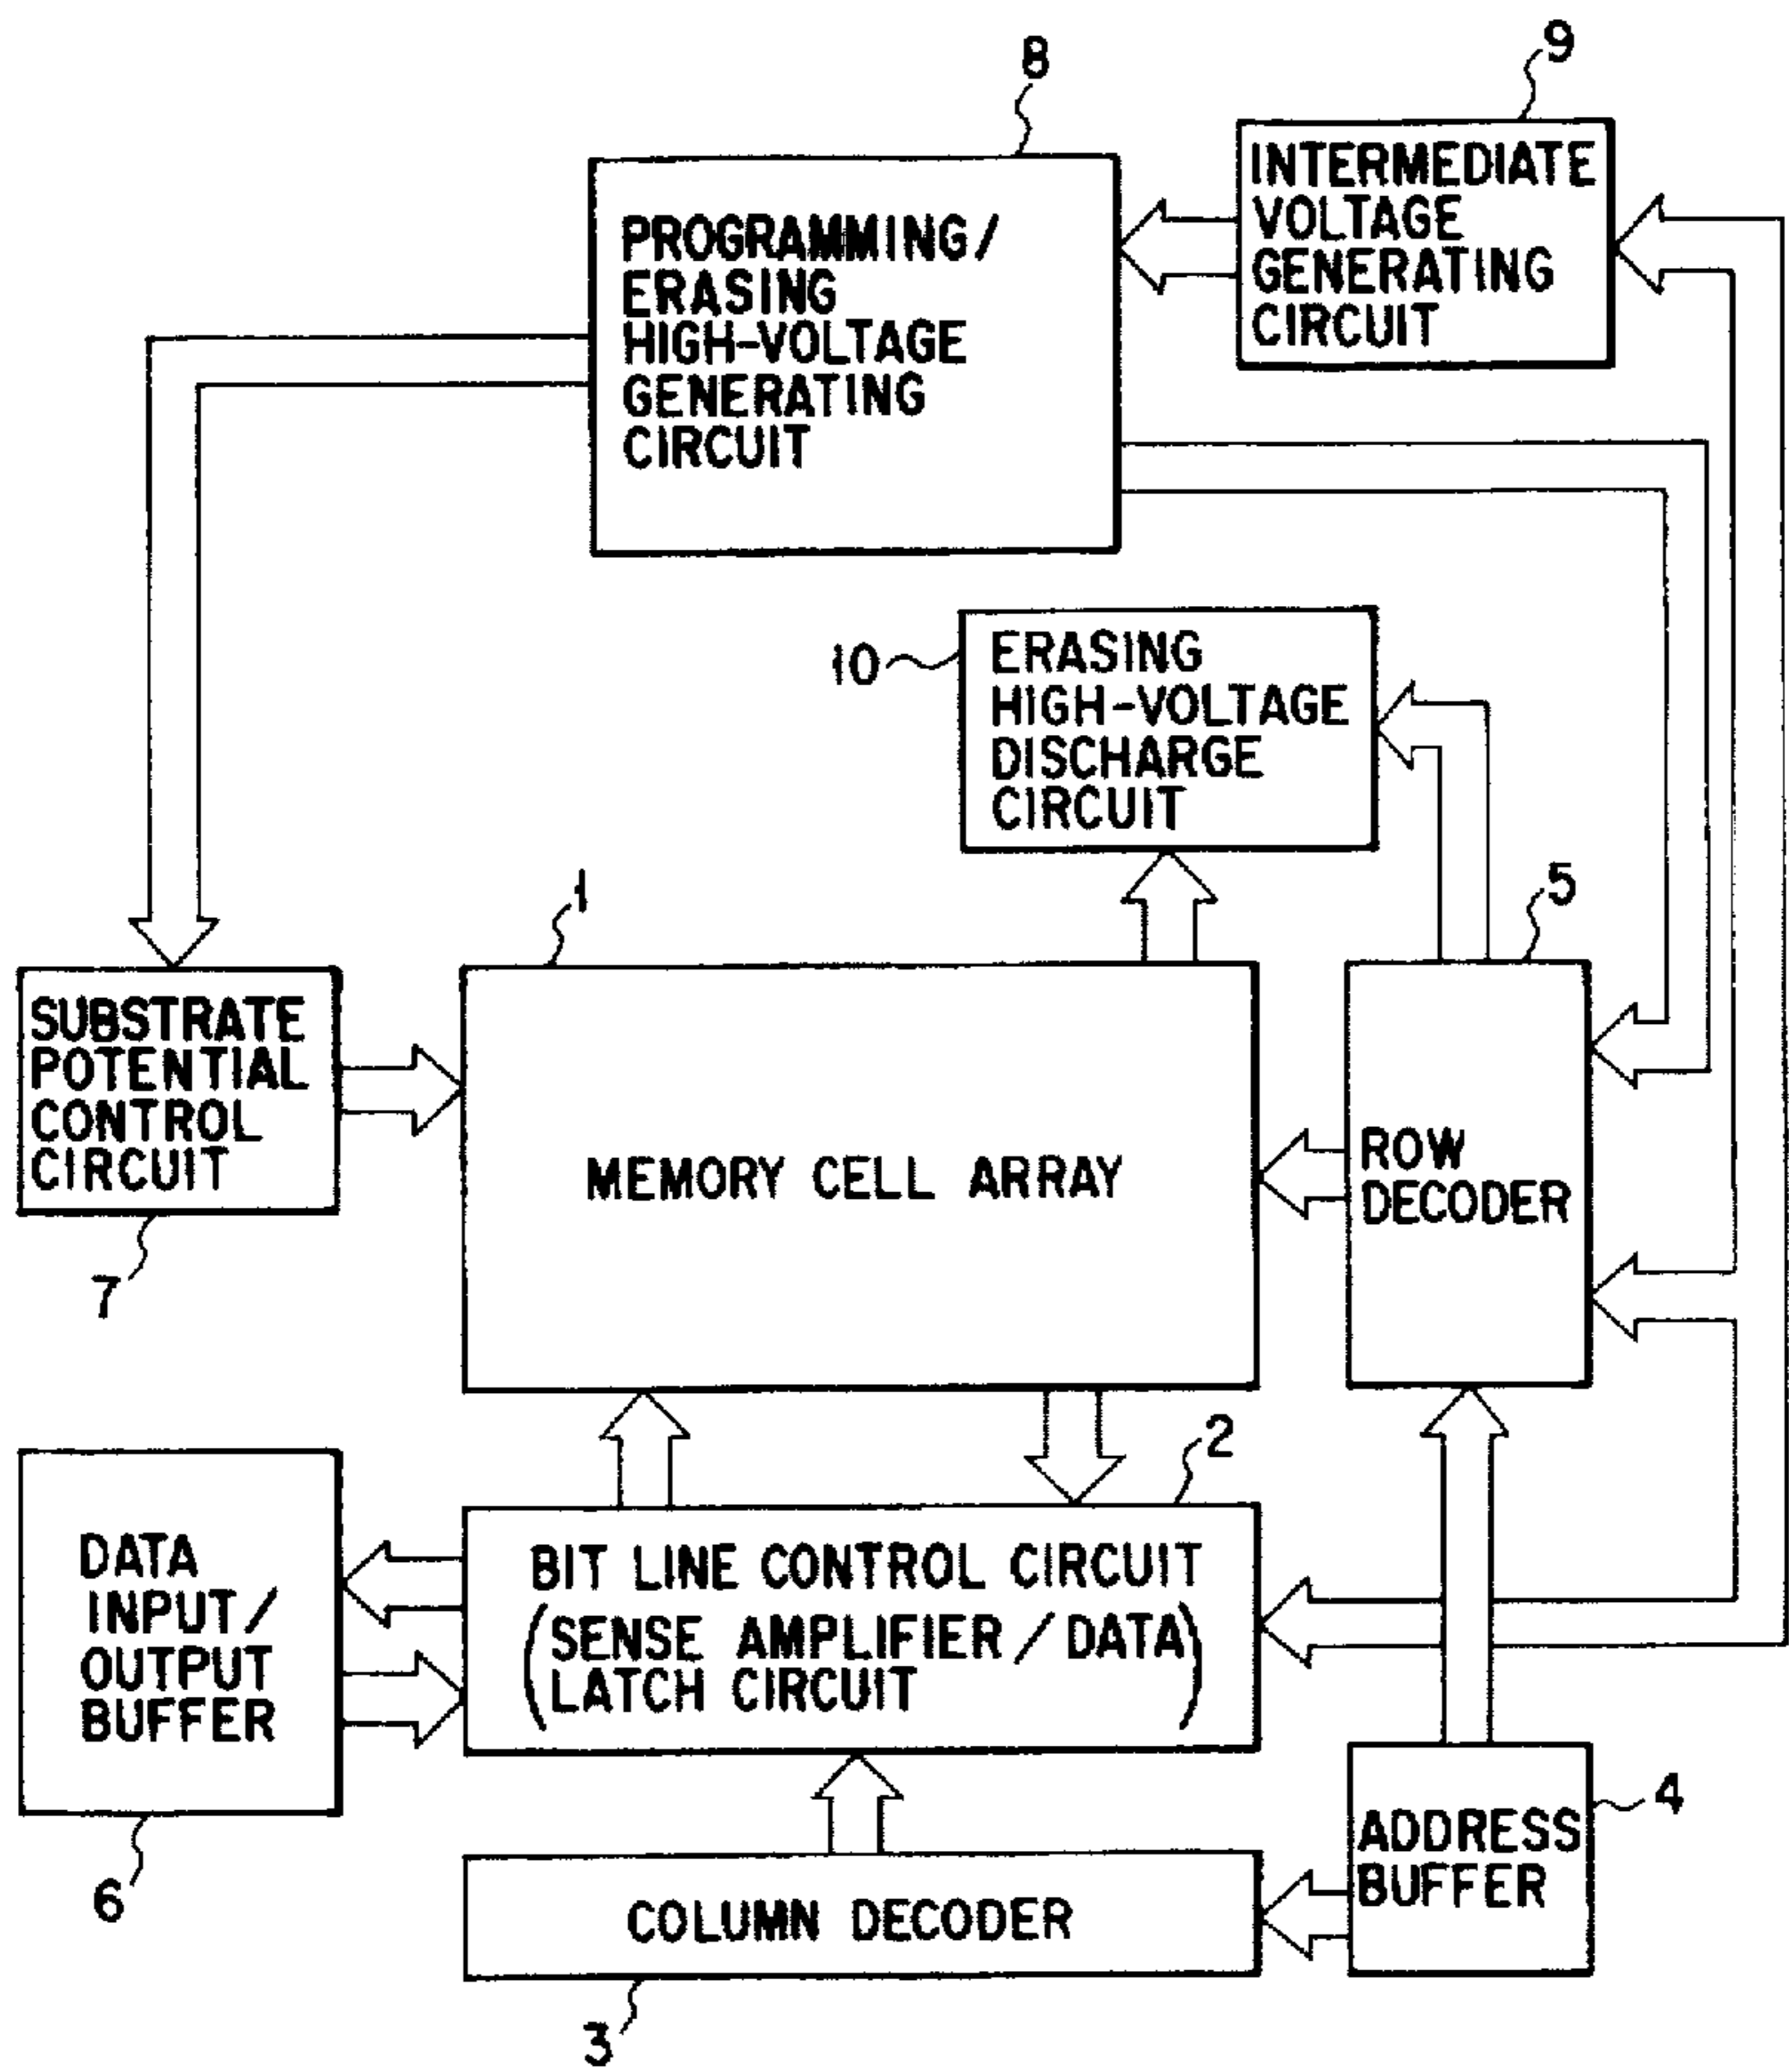 8
9
PROGRAMMING/
ERASING
HIGH-VOLTAGE
GENERATING
CIRCUIT
INTERMEDIATE
VOLTAGE
GENERATING
CIRCUIT
10
ERASING
HIGH-VOLTAGE
DISCHARGE
CIRCUIT
1
5
SUBSTRATE
POTENTIAL
CONTROL
CIRCUIT
7
MEMORY CELL ARRAY
ROW
DECODER
2
DATA
INPUT/
OUTPUT
BUFFER
6
BIT LINE CONTROL CIRCUIT
(SENSE AMPLIFIER/DATA
LATCH CIRCUIT)
4
ADDRESS
BUFFER
COLUMN DECODER
3